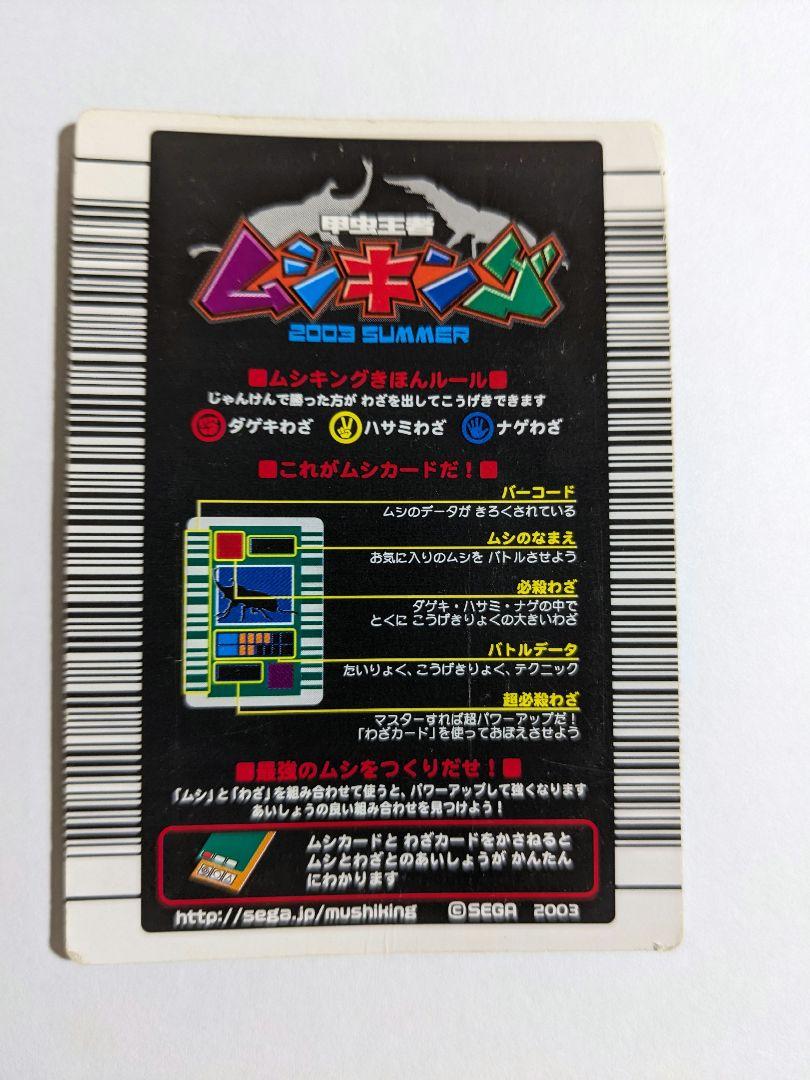 甲虫王者
ムシキング
2003 SUMMER
■ムシキングきほんルール■
じゃんけんで勝った方が わざを出してこうげきできます
ダゲキわざ ハサミわざ ナゲわざ
■これがムシカードだ！■
バーコード
ムシのデータが きろくされている
ムシのなまえ
お気に入りのムシを バトルさせよう
必殺わざ
ダゲキ・ハサミ・ナゲの中で
とくに こうげきりょくの大きいわざ
バトルデータ
たいりょく、こうげきりょく、テクニック
超必殺わざ
マスターすれば超パワーアップだ！
「わざカード」を使っておぼえさせよう
■最強のムシをつくりだせ！■
「ムシ」と「わざ」を組み合わせて使うと、パワーアップして強くなります
あいしょうの良い組み合わせを見つけよう！
ムシカードと わざカードをかさねると
ムシとわざとのあいしょうが かんたん
にわかります
http://sega.jp/mushiking ©SEGA 2003